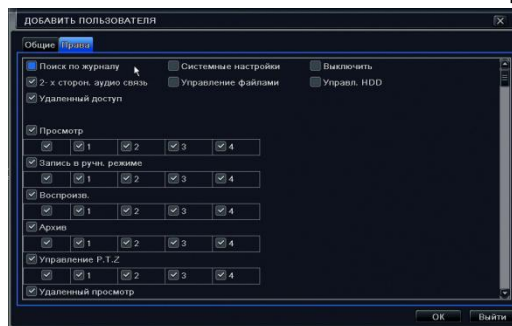 ДОБАВИТЬ ПОЛЬЗОВАТЕЛЯ
Общие Права
Поиск по журналу Системные настройки Выключить
2- х сторон. аудио связь Управление файлами Управл. HDD
Удаленный доступ
Просмотр
1 2 3 4
Запись в ручн. режиме
1 2 3 4
Воспроизв.
1 2 3 4
Архив
1 2 3 4
Управление P.T.Z
1 2 3 4
Удаленный просмотр
OK Выйти